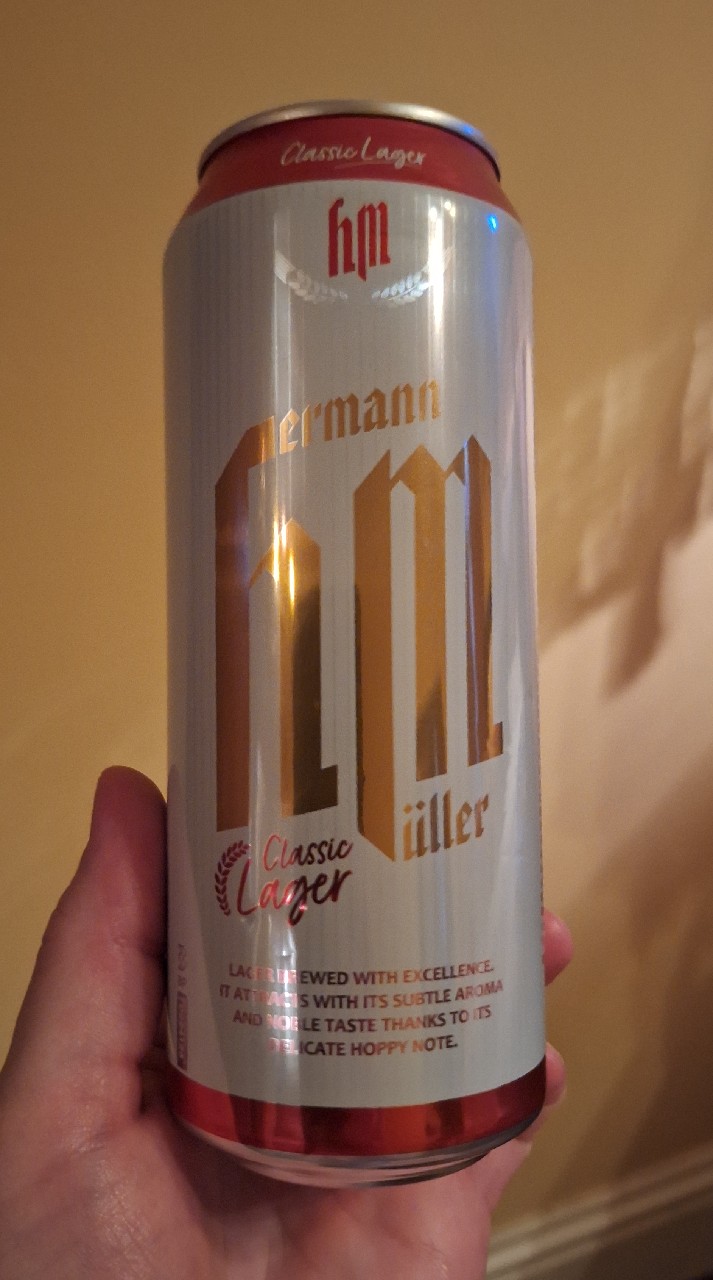 Classic Lager
hm
hermann
müller
Classic
Lager
LAGER BREWED WITH EXCELLENCE.
IT ATTRACTS WITH ITS SUBTLE AROMA
AND NOBLE TASTE THANKS TO ITS
DELICATE HOPPY NOTE.